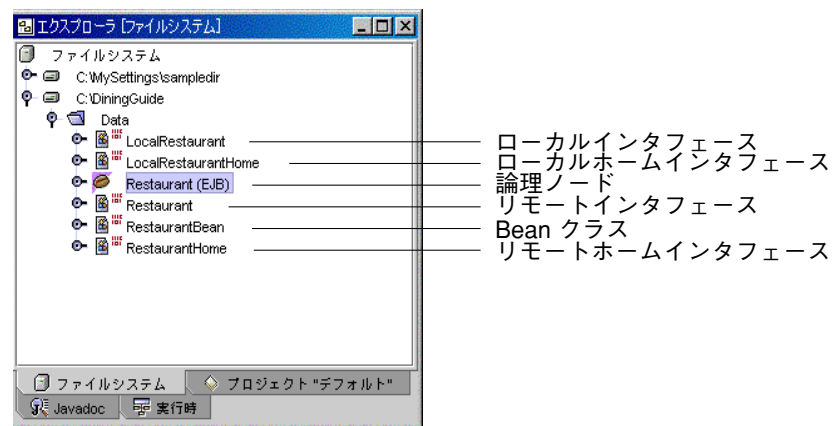 エクスプローラ [ファイルシステム]
ファイルシステム
C:\MySettings\sampledir
C:\DiningGuide
Data
LocalRestaurant
ローカルインタフェース
LocalRestaurantHome
ローカルホームインタフェース
Restaurant (EJB)
論理ノード
Restaurant
リモートインタフェース
RestaurantBean
Bean クラス
RestaurantHome
リモートホームインタフェース
ファイルシステム
プロジェクト "デフォルト"
Javadoc
実行時